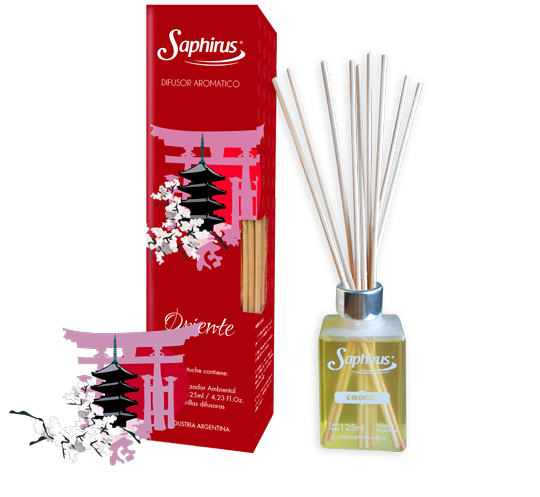 Saphirus
DIFUSOR AROMATICO
Oriente
tuche contiene:
zador Ambiental
25ml / 4,23 fl.Oz.
illas difusoras
DUSTRIA ARGENTINA
Saphirus
ORIENTE
125ml